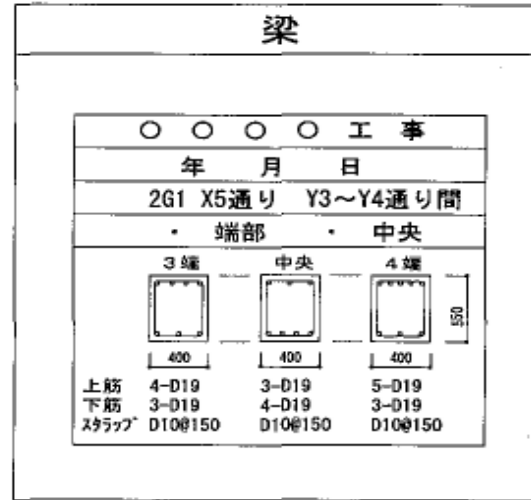 梁
○ ○ ○ ○ 工 事
年 月 日
2G1 X5通り Y3～Y4通り間
・ 端部 ・ 中央
3端 中央 4端
550
400 400 400
上筋 4-D19 3-D19 5-D19
下筋 3-D19 4-D19 3-D19
スタラップ D10@150 D10@150 D10@150